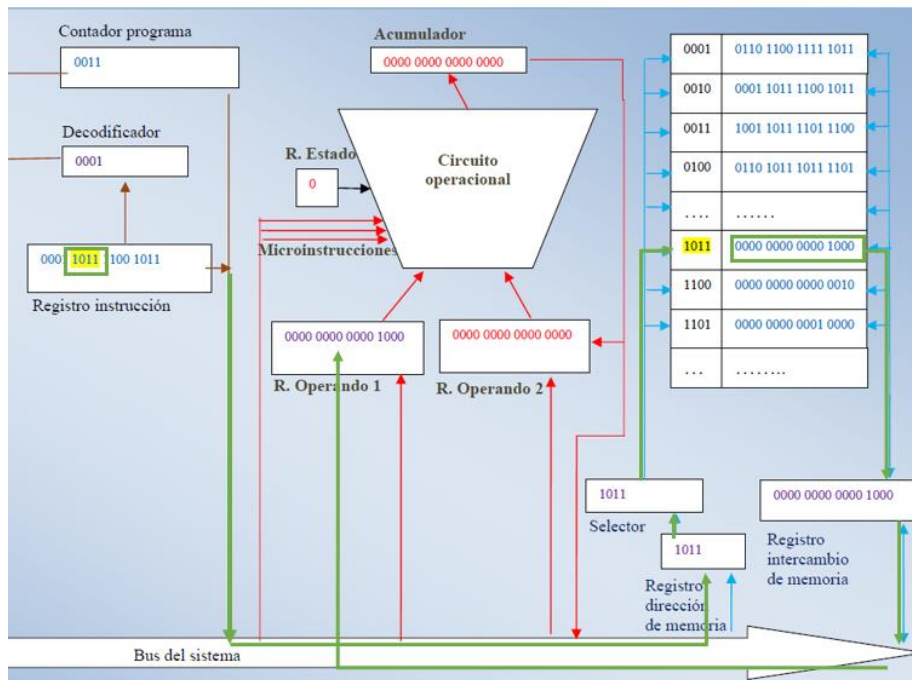 Contador programa
0011
Decodificador
0001
0001 1011 1100 1011
Registro instrucción
Acumulador
0000 0000 0000 0000
R. Estado
0
Circuito
operacional
Microinstrucciones
0000 0000 0000 1000
R. Operando 1
0000 0000 0000 0000
R. Operando 2
0001 0110 1100 1111 1011
0010 0001 1011 1100 1011
0011 1001 1011 1101 1100
0100 0110 1011 1011 1101
.... ......
1011 0000 0000 0000 1000
1100 0000 0000 0000 0010
1101 0000 0000 0001 0000
... ........
1011
Selector
1011
Registro
dirección
de memoria
0000 0000 0000 1000
Registro
intercambio
de memoria
Bus del sistema